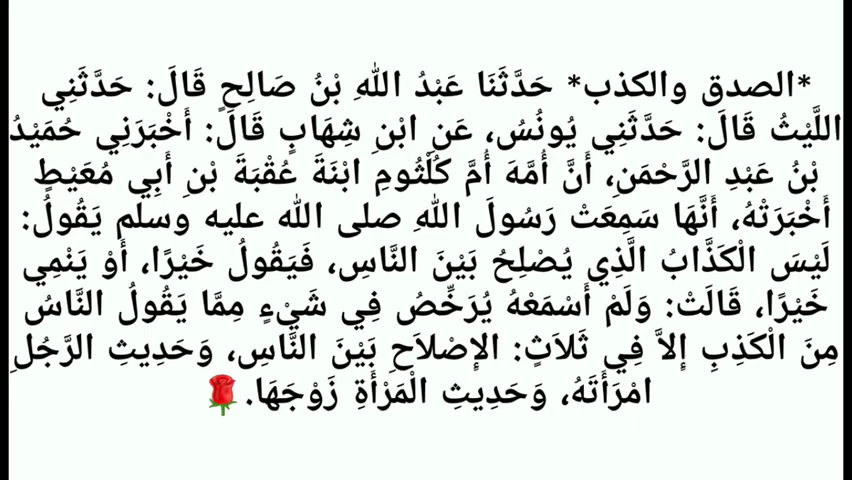 *الصدق والكذب* حَدَّثَنَا عَبْدُ اللهِ بْنُ صَالِحٍ قَالَ: حَدَّثَنِي
اللَّيْثُ قَالَ: حَدَّثَنِي يُونُسُ، عَنِ ابْنِ شِهَابٍ قَالَ: أَخْبَرَنِي حُمَيْدُ
بْنُ عَبْدِ الرَّحْمَنِ، أَنَّ أُمَّهُ أُمَّ كُلْثُومِ ابْنَةَ عُقْبَةَ بْنِ أَبِي مُعَيْطٍ
أَخْبَرَتْهُ، أَنَّهَا سَمِعَتْ رَسُولَ اللهِ صلى الله عليه وسلم يَقُولُ:
لَيْسَ الْكَذَّابُ الَّذِي يُصْلِحُ بَيْنَ النَّاسِ، فَيَقُولُ خَيْرًا، أَوْ يَنْمِي
خَيْرًا، قَالَتْ: وَلَمْ أَسْمَعْهُ يُرَخِّصُ فِي شَيْءٍ مِمَّا يَقُولُ النَّاسُ
مِنَ الْكَذِبِ إِلاَّ فِي ثَلاَثٍ: الإِصْلاَحِ بَيْنَ النَّاسِ، وَحَدِيثِ الرَّجُلِ
امْرَأَتَهُ، وَحَدِيثِ الْمَرْأَةِ زَوْجَهَا.🌹